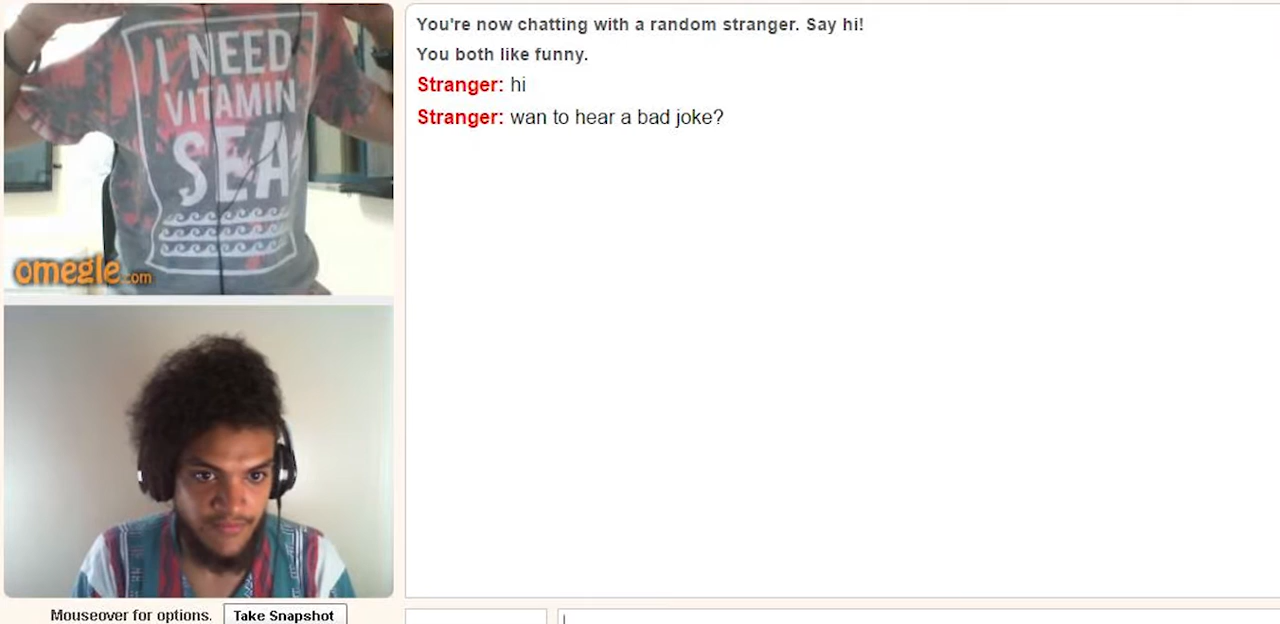 I NEED
VITAMIN
SEA
omegle.com
You're now chatting with a random stranger. Say hi!
You both like funny.
Stranger: hi
Stranger: wan to hear a bad joke?
Mouseover for options.
Take Snapshot